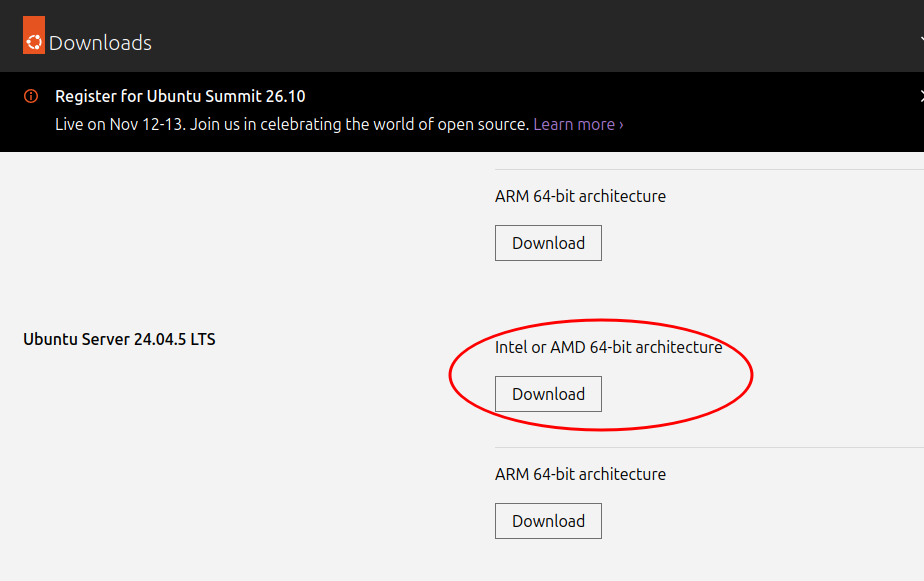 Downloads
Register for Ubuntu Summit 26.10
Live on Nov 12-13. Join us in celebrating the world of open source. Learn more ›
ARM 64-bit architecture
Download
Ubuntu Server 24.04.5 LTS
Intel or AMD 64-bit architecture
Download
ARM 64-bit architecture
Download